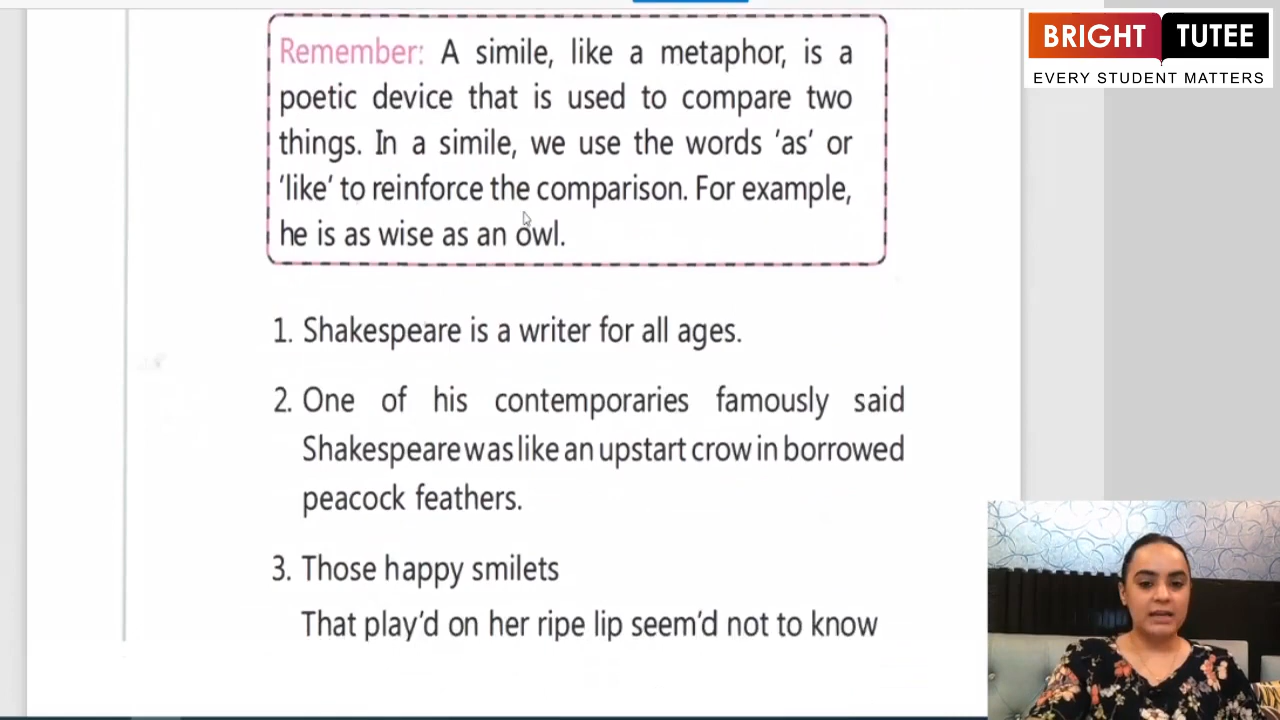 Remember: A simile, like a metaphor, is a
poetic device that is used to compare two
things. In a simile, we use the words ‘as’ or
‘like’ to reinforce the comparison. For example,
he is as wise as an owl.
1. Shakespeare is a writer for all ages.
2. One of his contemporaries famously said
Shakespeare was like an upstart crow in borrowed
peacock feathers.
3. Those happy smilets
That play’d on her ripe lip seem’d not to know
BRIGHT TUTEE
EVERY STUDENT MATTERS